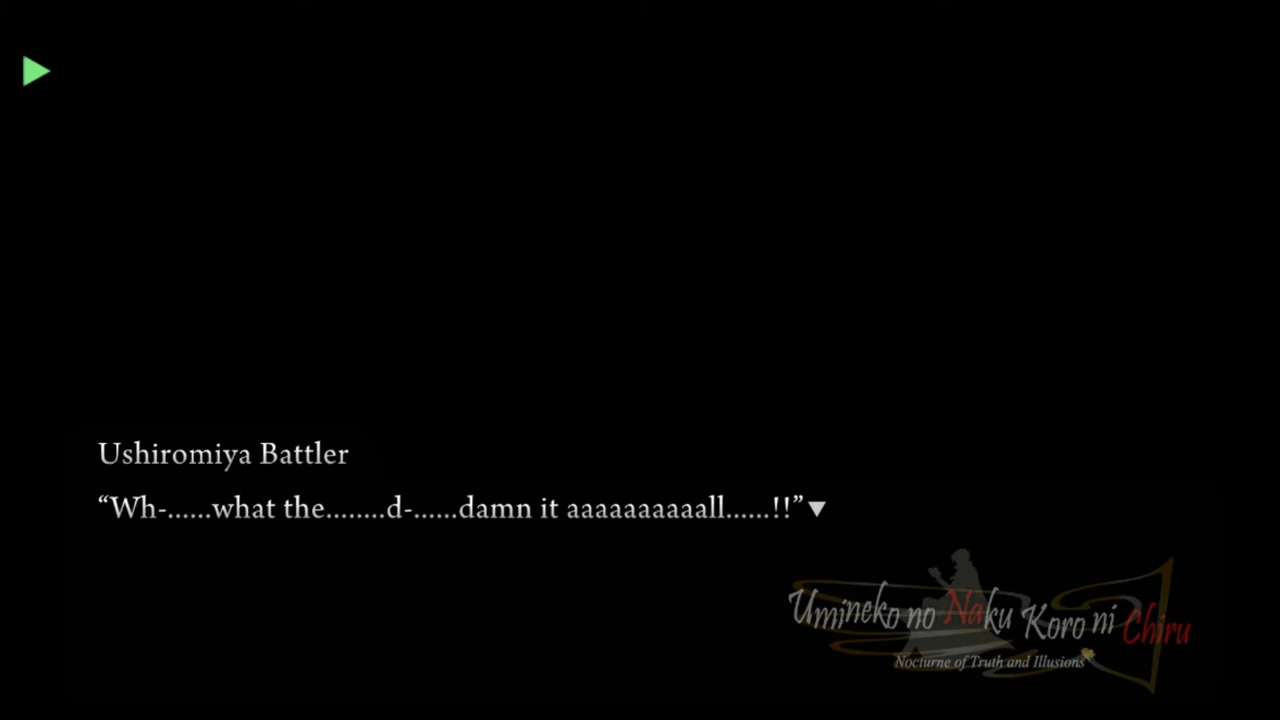 Ushiromiya Battler
“Wh-......what the........d-......damn it aaaaaaaaaall......!!”
Umineko no Naku Koro ni Chiru
Nocturne of Truth and Illusions